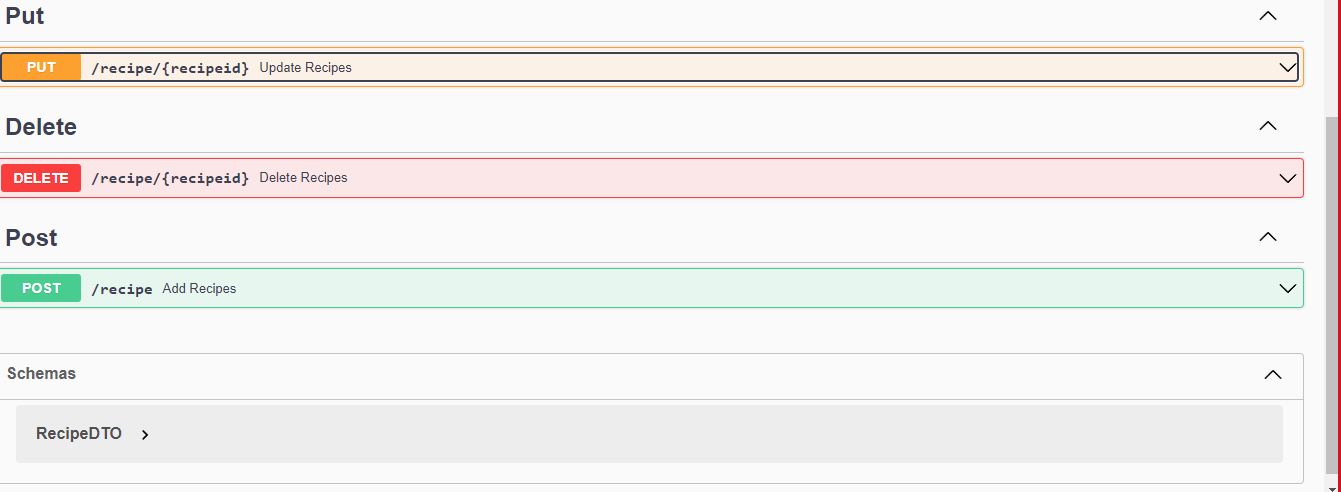 Put
PUT /recipe/{recipeid} Update Recipes
Delete
DELETE /recipe/{recipeid} Delete Recipes
Post
POST /recipe Add Recipes
Schemas
RecipeDTO